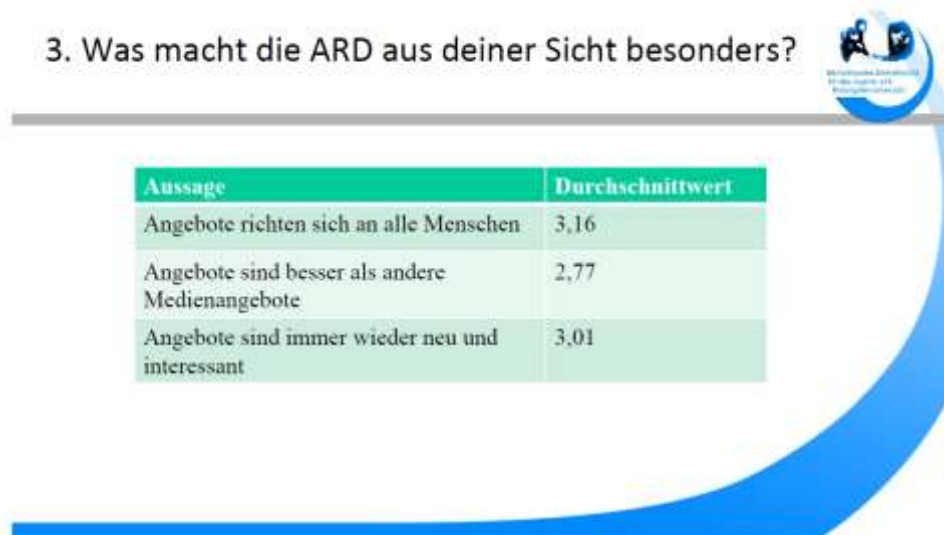 3. Was macht die ARD aus deiner Sicht besonders?
Aussage Durchschnittwert
Angebote richten sich an alle Menschen 3,16
Angebote sind besser als andere 2,77
Medienangebote
Angebote sind immer wieder neu und 3,01
interessant